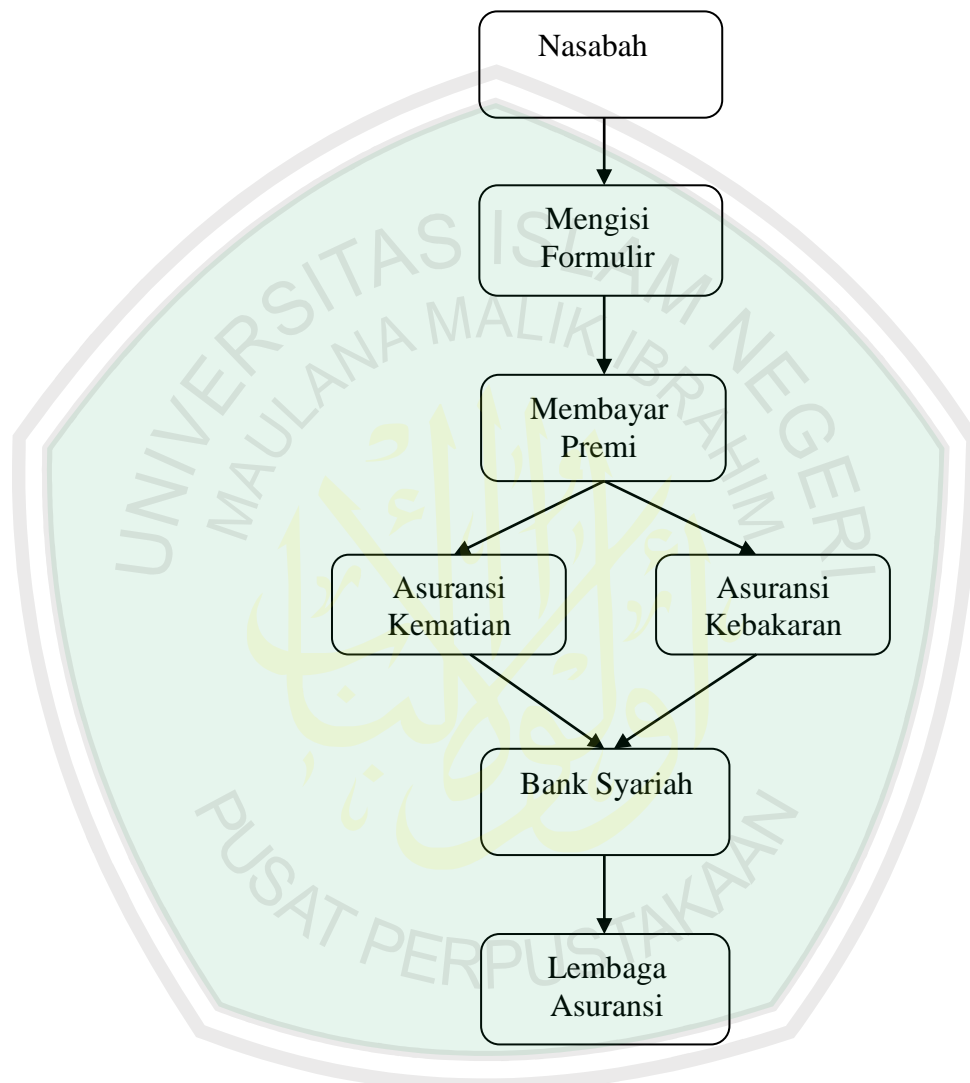 Nasabah
Mengisi
Formulir
Membayar
Premi
Asuransi
Kematian
Asuransi
Kebakaran
Bank Syariah
Lembaga
Asuransi
UNIVERSITAS ISLAM NEGERI
MAULANA MALIK IBRAHIM
PUSAT PERPUSTAKAAN